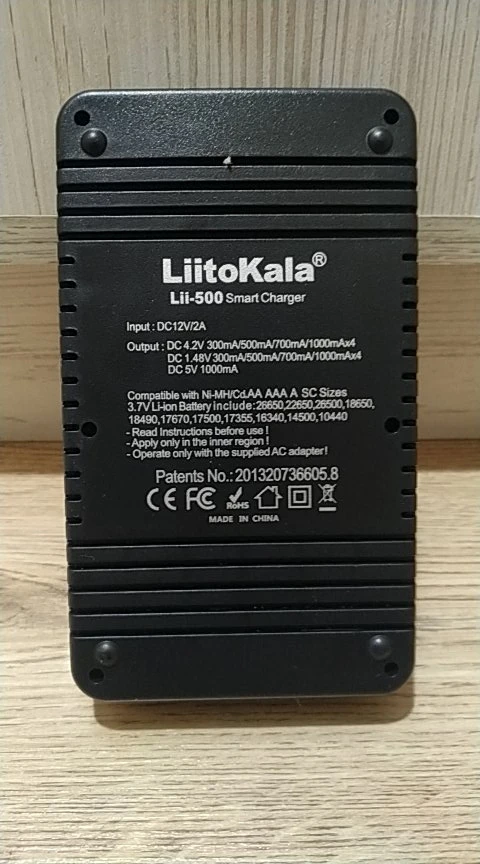 LiitoKala®
Lii-500 Smart Charger
Input : DC12V/2A
Output : DC 4.2V 300mA/500mA/700mA/1000mAx4
DC 1.48V 300mA/500mA/700mA/1000mAx4
DC 5V 1000mA
Compatible with Ni-MH/Cd.AA AAA A SC Sizes
3.7V Li-ion Battery include:26650,22650,26500,18650,
18490,17670,17500,17355,16340,14500,10440
- Read Instructions before use !
- Apply only in the inner region !
- Operate only with the supplied AC adapter!
Patents No.: 201320736605.8
CE FC RoHS
MADE IN CHINA